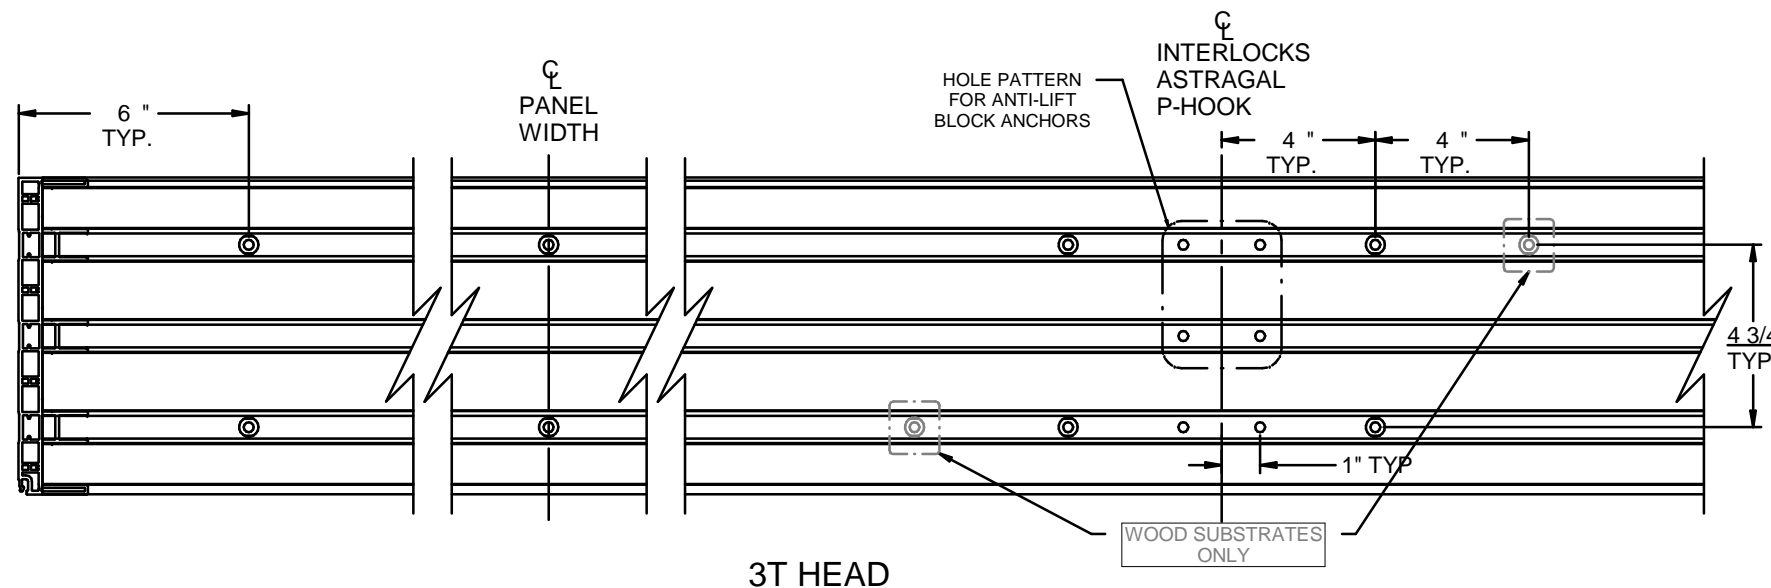 ℄
INTERLOCKS
ASTRAGAL
P-HOOK
℄
PANEL
WIDTH
HOLE PATTERN
FOR ANTI-LIFT
BLOCK ANCHORS
6 "
TYP.
4 "
TYP.
4 "
TYP.
4 3/4
TYP
1" TYP
WOOD SUBSTRATES
ONLY
3T HEAD